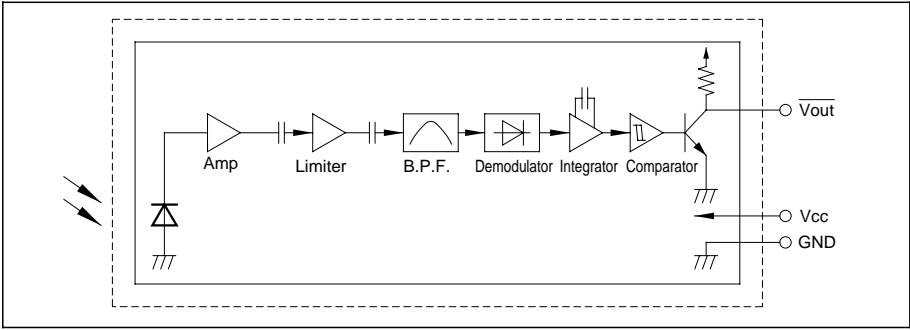 Vout
Amp
Limiter
B.P.F.
Demodulator
Integrator
Comparator
Vcc
GND